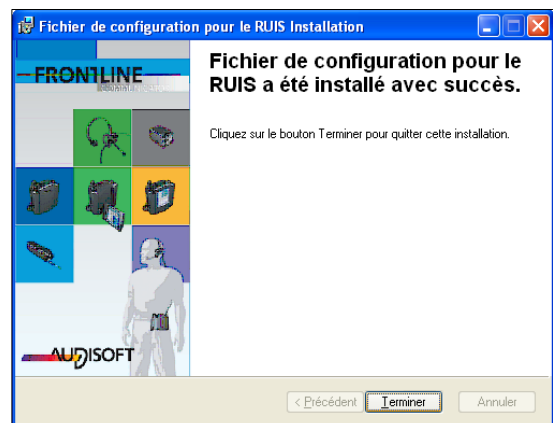 Fichier de configuration pour le RUIS Installation
FRONTLINE
Fichier de configuration pour le
RUIS a été installé avec succès.
Cliquez sur le bouton Terminer pour quitter cette installation.
AUDISOFT
< Précédent
Terminer
Annuler